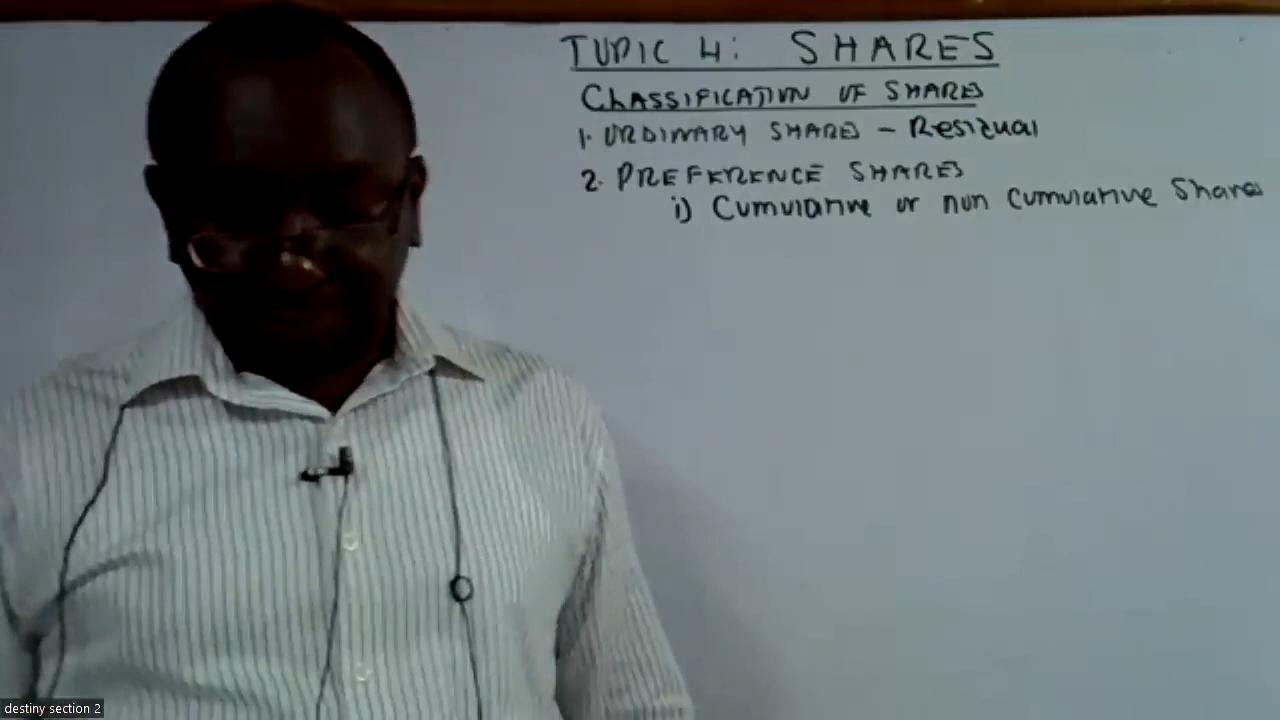 TOPIC 4: SHARES
CLASSIFICATION OF SHARES
1. ORDINARY SHARES - Residual
2. PREFERENCE SHARES
i) Cumulative or non cumulative Shares
destiny section 2